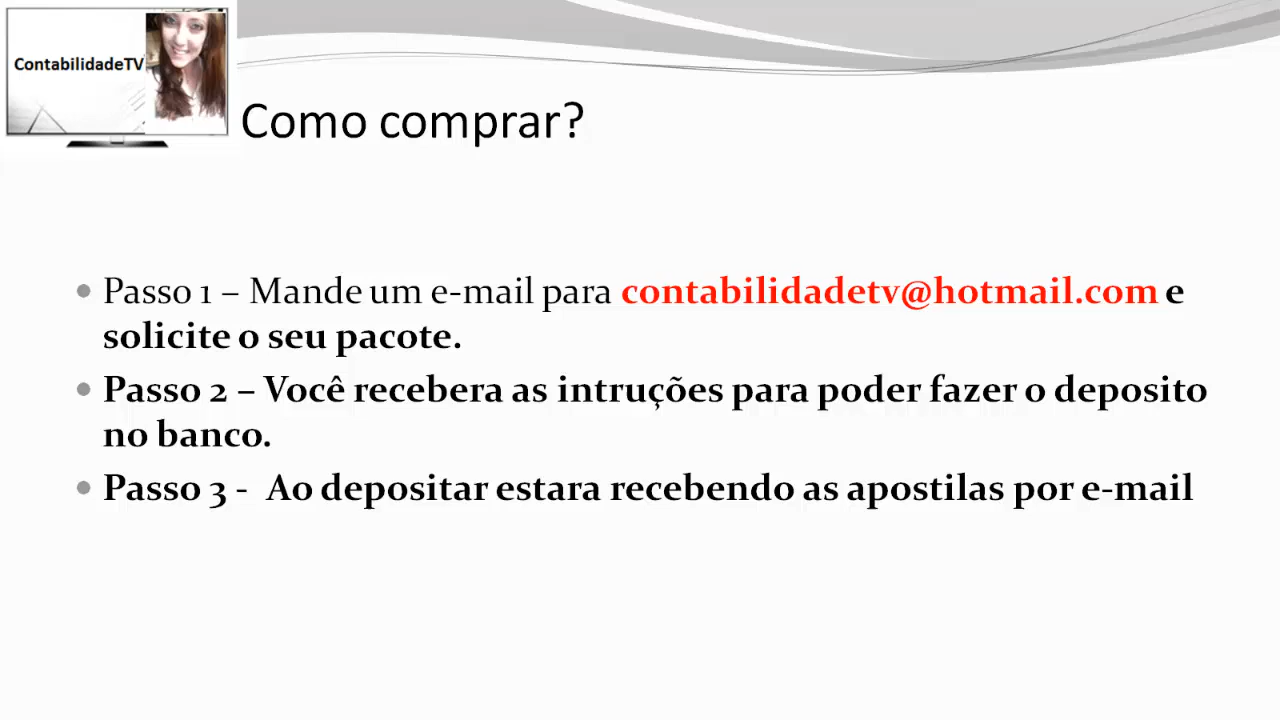 ContabilidadeTV
Como comprar?
Passo 1 – Mande um e-mail para contabilidadetv@hotmail.com e
solicite o seu pacote.
Passo 2 – Você recebera as intruções para poder fazer o deposito
no banco.
Passo 3 - Ao depositar estara recebendo as apostilas por e-mail